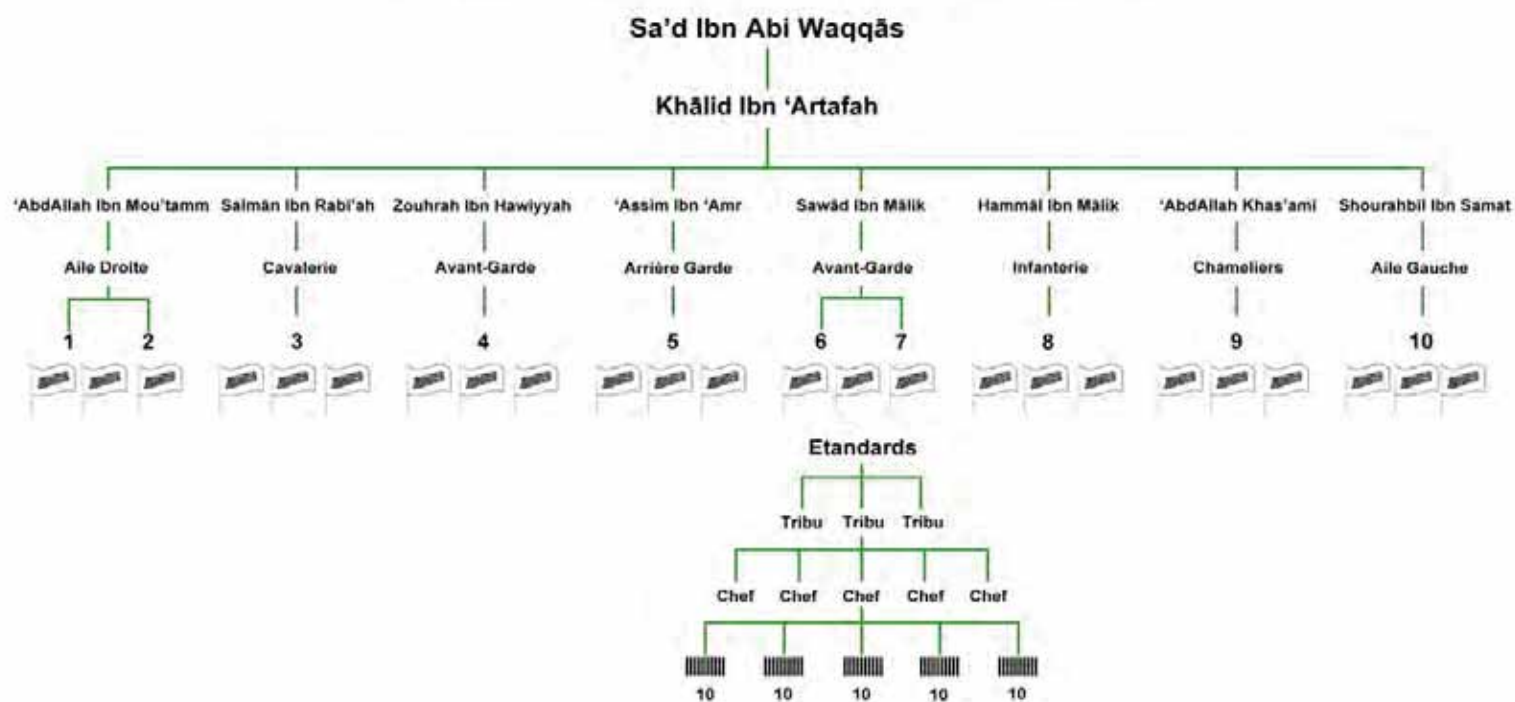 Sa’d Ibn Abi Waqqās
Khālid Ibn ‘Artafah
‘AbdAllah Ibn Mou’tamm Salmān Ibn Rabi’ah Zouhrah Ibn Hawiyyah ‘Assim Ibn ‘Amr Sawād Ibn Mālik Hammāl Ibn Mālik ‘AbdAllah Khas’ami Shourahbil Ibn Samat
Aile Droite Cavalerie Avant-Garde Arrière Garde Avant-Garde Infanterie Chameliers Aile Gauche
1 2 3 4 5 6 7 8 9 10
Etandards
Tribu Tribu Tribu
Chef Chef Chef Chef Chef
10 10 10 10 10